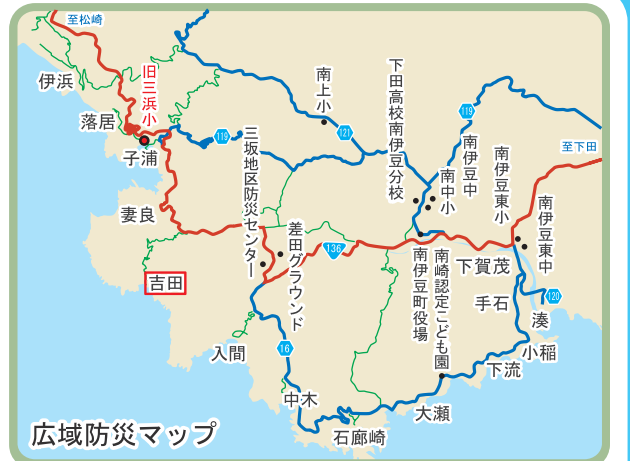 至松崎
伊浜
旧三浜小
落居
子浦
119
三坂地区防災センター
南上小
121
下田高校南伊豆分校
119
南伊豆中
南中小
南伊豆東小
至下田
南伊豆東中
妻良
差田グラウンド
136
吉田
南伊豆町役場
南崎認定こども園
下賀茂
手石
120
湊
入間
16
小稲
下流
中木
大瀬
石廊崎
広域防災マップ